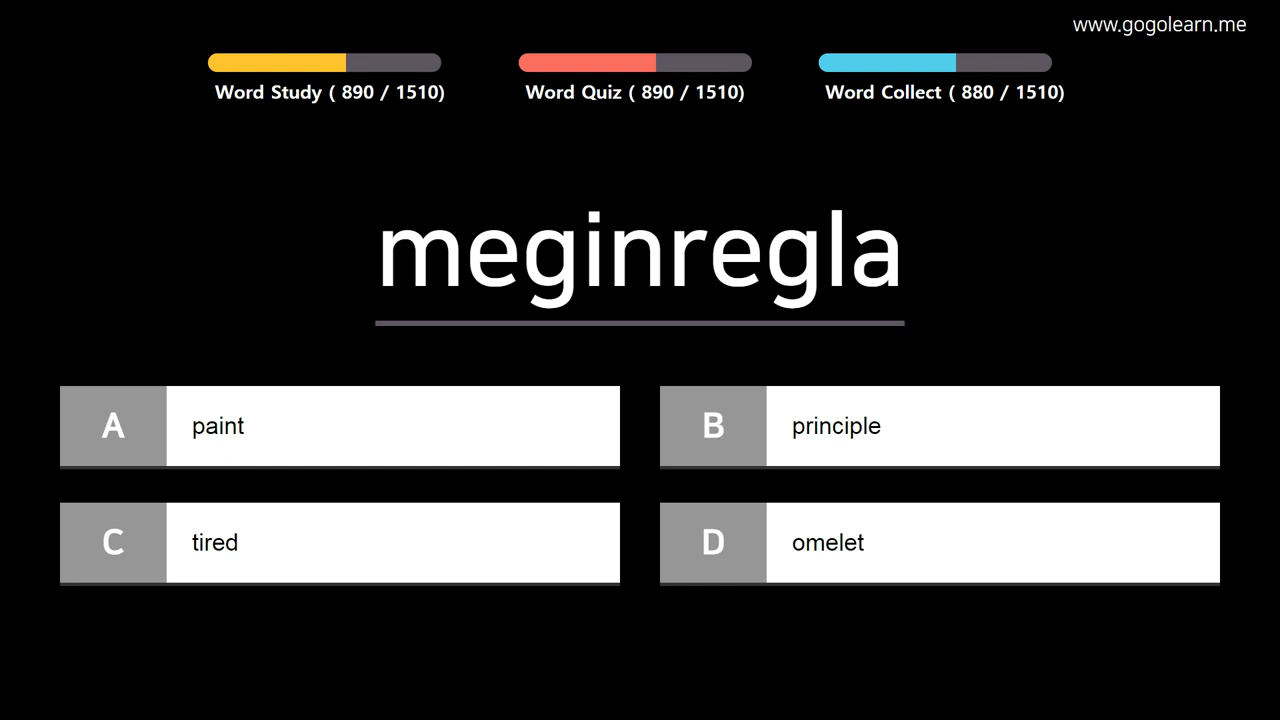 www.gogolearn.me
Word Study ( 890 / 1510)
Word Quiz ( 890 / 1510)
Word Collect ( 880 / 1510)
meginregla
A paint
B principle
C tired
D omelet